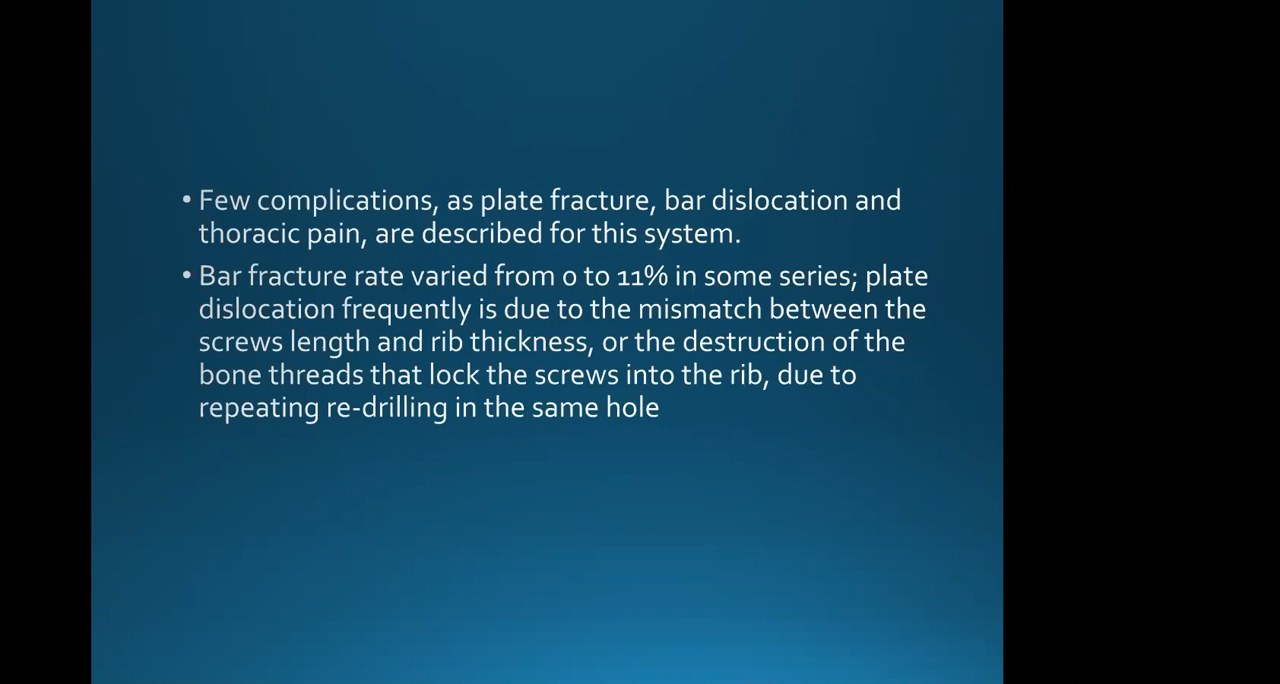 • Few complications, as plate fracture, bar dislocation and
thoracic pain, are described for this system.
• Bar fracture rate varied from 0 to 11% in some series; plate
dislocation frequently is due to the mismatch between the
screws length and rib thickness, or the destruction of the
bone threads that lock the screws into the rib, due to
repeating re-drilling in the same hole